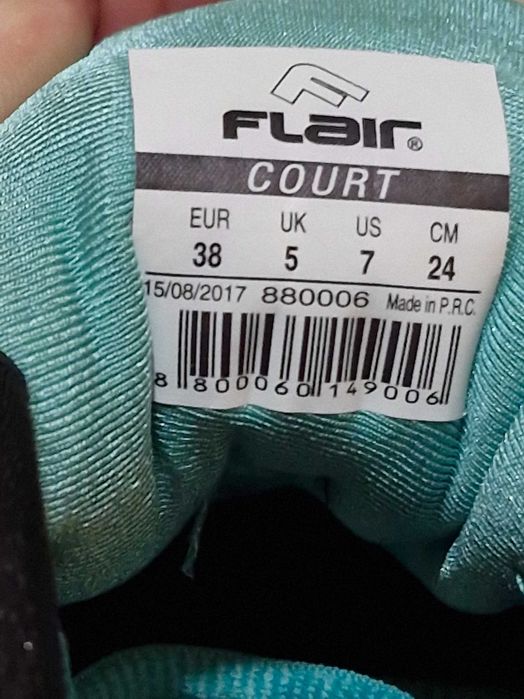 FLair®
COURT
EUR UK US CM
38 5 7 24
15/08/2017 880006 Made in P.R.C.
8 800060 149006